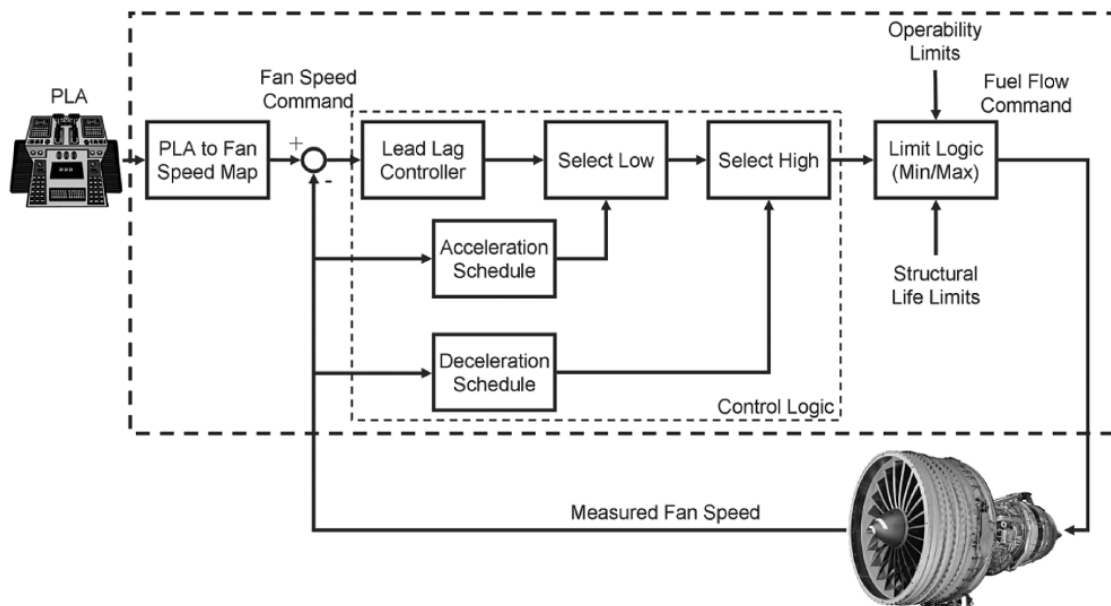 Operability
Limits
PLA
Fan Speed
Command
Fuel Flow
Command
PLA to Fan
Speed Map
+
-
Lead Lag
Controller
Select Low
Select High
Limit Logic
(Min/Max)
Acceleration
Schedule
Structural
Life Limits
Deceleration
Schedule
Control Logic
Measured Fan Speed